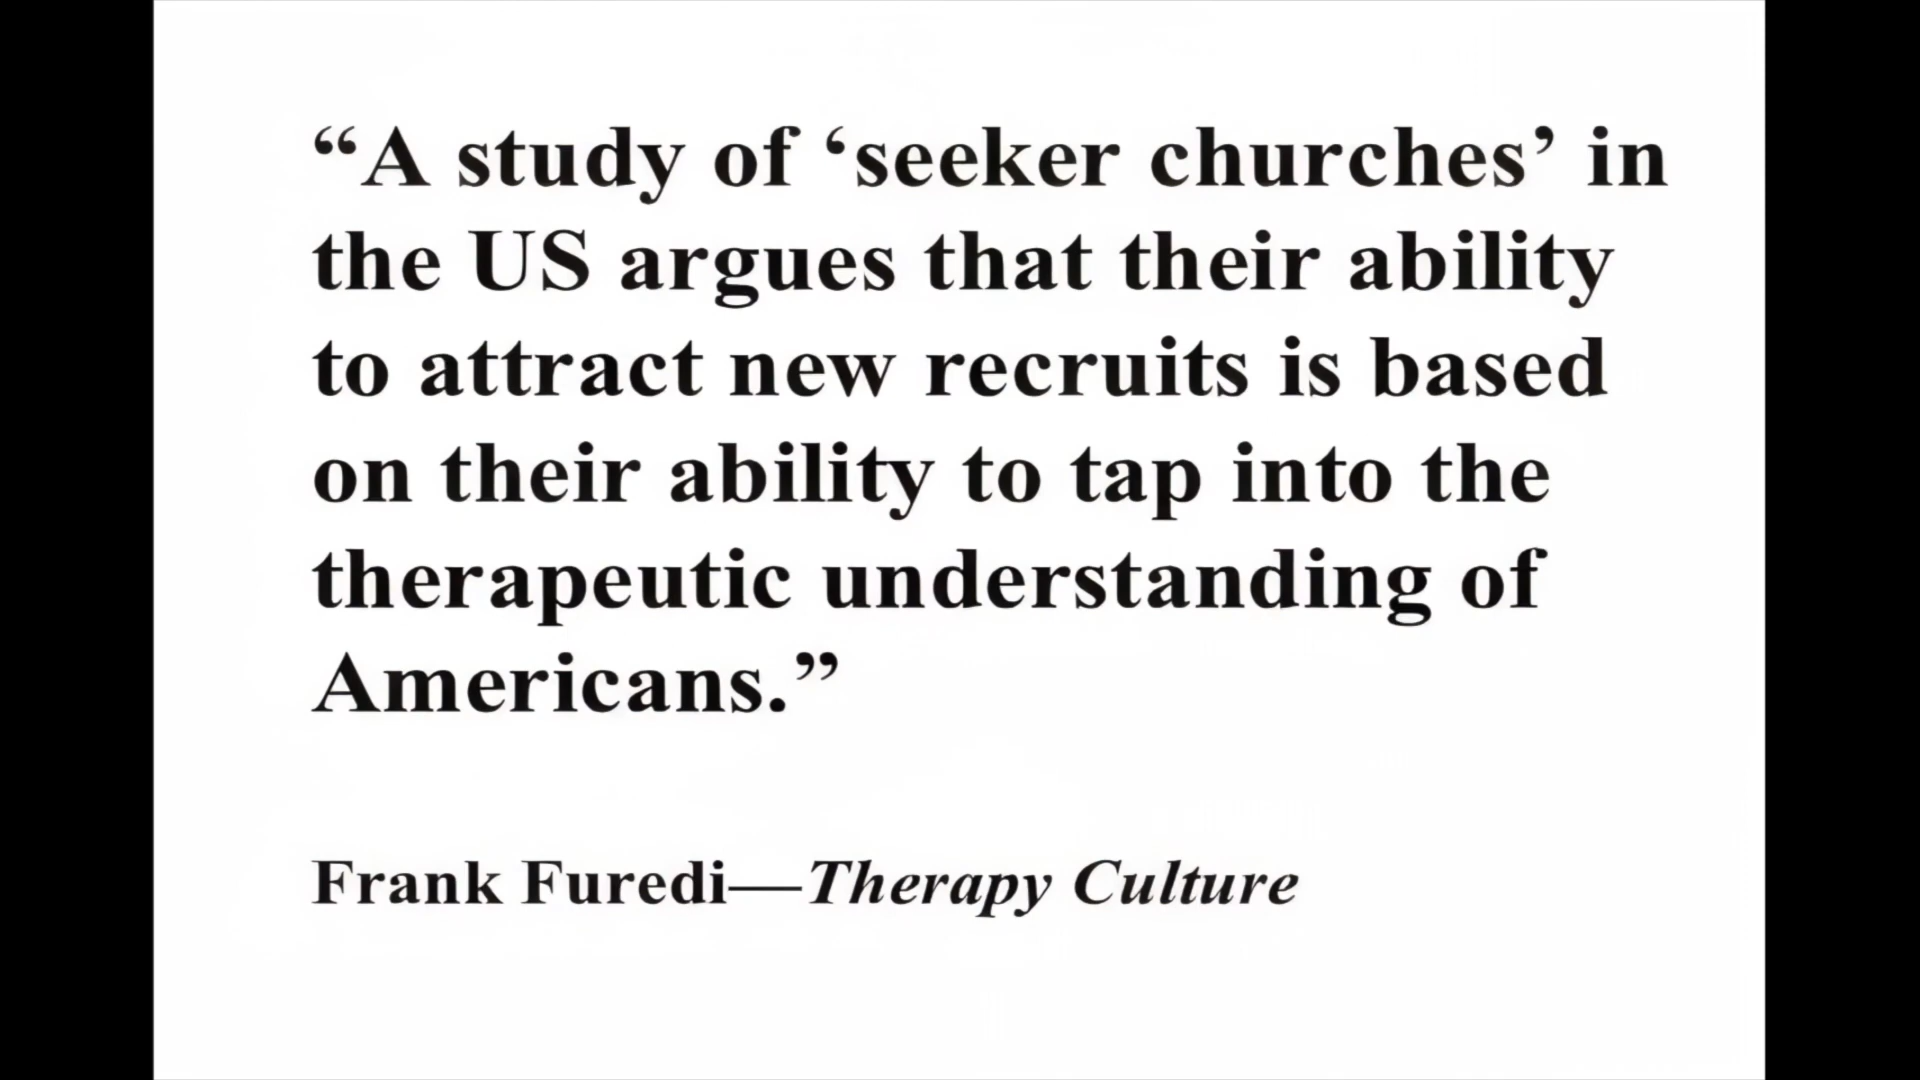 “A study of ‘seeker churches’ in
the US argues that their ability
to attract new recruits is based
on their ability to tap into the
therapeutic understanding of
Americans.”
Frank Furedi—Therapy Culture